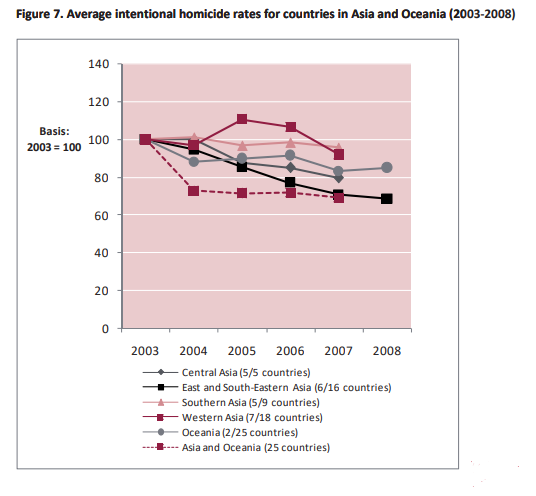 Figure 7. Average intentional homicide rates for countries in Asia and Oceania (2003-2008)
140
120
Basis:
2003 = 100
100
80
60
40
20
0
2003 2004 2005 2006 2007 2008
Central Asia (5/5 countries)
East and South-Eastern Asia (6/16 countries)
Southern Asia (5/9 countries)
Western Asia (7/18 countries)
Oceania (2/25 countries)
Asia and Oceania (25 countries)